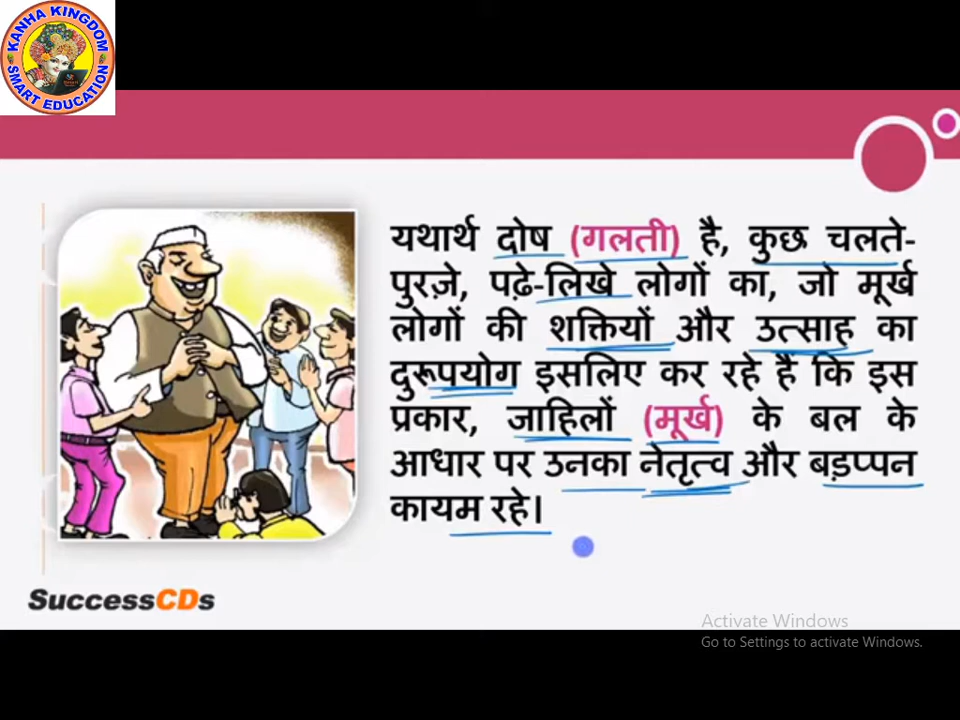 KANHA KINGDOM
SMART EDUCATION
यथार्थ दोष (गलती) है, कुछ चलते-
पुरज़े, पढ़े-लिखे लोगों का, जो मूर्ख
लोगों की शक्तियों और उत्साह का
दुरूपयोग इसलिए कर रहे हैं कि इस
प्रकार, जाहिलों (मूर्ख) के बल के
आधार पर उनका नेतृत्व और बड़प्पन
कायम रहे।
SuccessCDs
Activate Windows
Go to Settings to activate Windows.